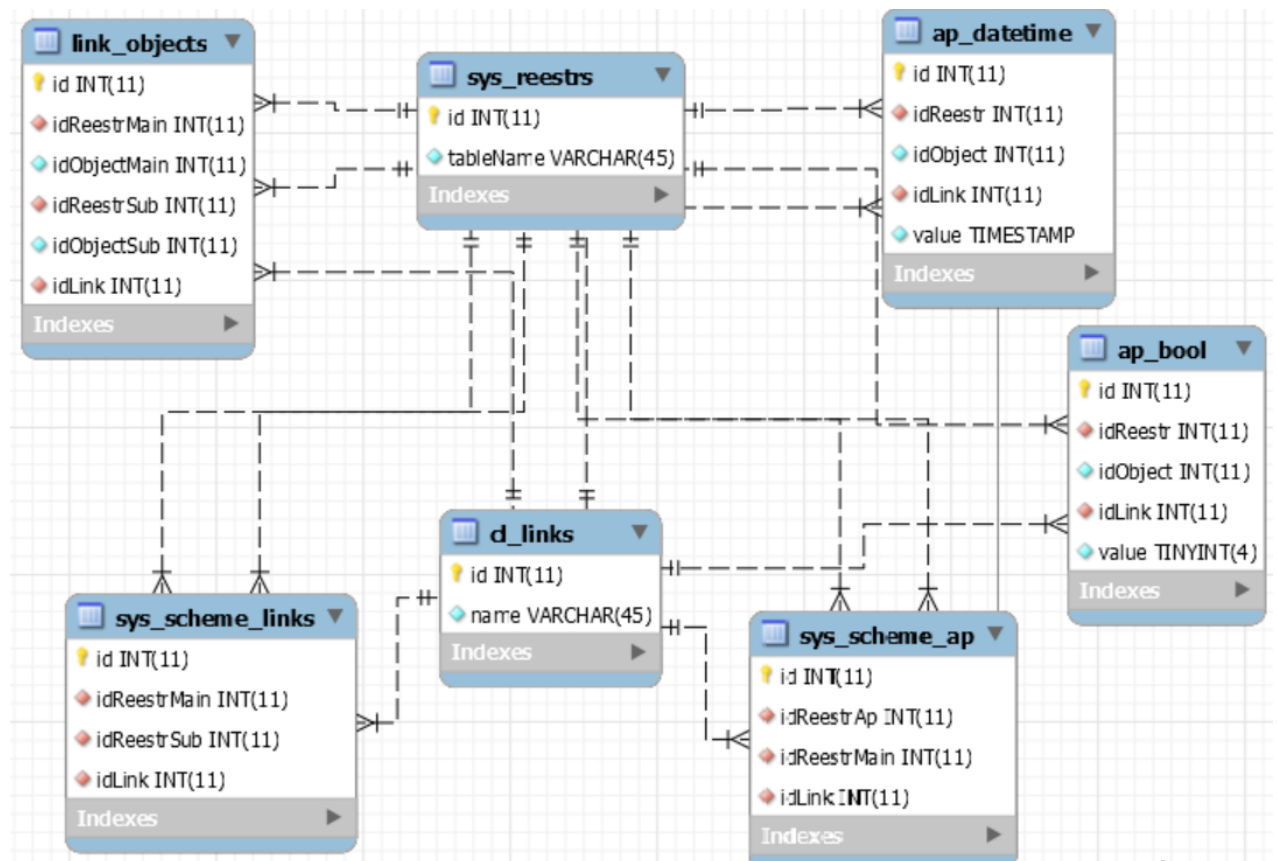 link_objects
id INT(11)
idReestrMain INT(11)
idObjectMain INT(11)
idReestrSub INT(11)
idObjectSub INT(11)
idLink INT(11)
Indexes
sys_reestrs
id INT(11)
tableName VARCHAR(45)
Indexes
ap_datetime
id INT(11)
idReestr INT(11)
idObject INT(11)
idLink INT(11)
value TIMESTAMP
Indexes
ap_bool
id INT(11)
idReestr INT(11)
idObject INT(11)
idLink INT(11)
value TINYINT(4)
Indexes
cl_links
id INT(11)
name VARCHAR(45)
Indexes
sys_scheme_links
id INT(11)
idReestrMain INT(11)
idReestrSub INT(11)
idLink INT(11)
Indexes
sys_scheme_ap
id INT(11)
idReestrAp INT(11)
idReestrMain INT(11)
idLink INT(11)
Indexes